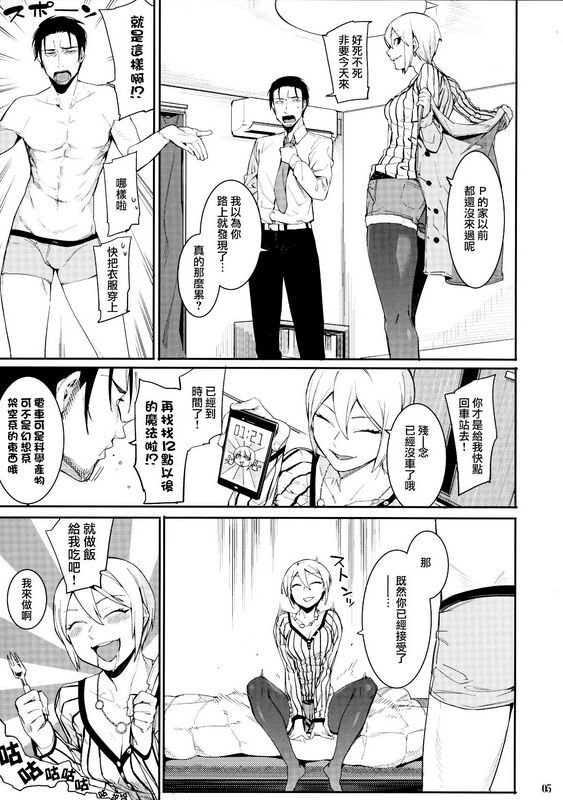 P的家以前
都還沒來過呢
好死不死
非要今天來
我以為你
路上就發現了…
真的那麼累?
スポーン
就是這樣啊!?
哪樣啦
快把衣服穿上
你才是給我快點
回車站去!
殘—念
已經沒車了哦
已經到
時間了!
01:21
再找找12點以後
的魔法啦!?
電車可是科學產物
可不是幻想系
架空系的東西哦
那
既然你已經接受了
———…
ストンッ
就做飯
給我吃吧!
我來做啊
咕
咕
咕
咕
咕
咕
05